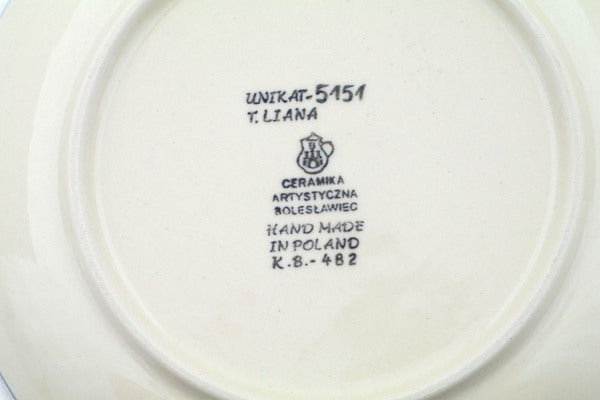 UNIKAT-5151
T. LIANA
CERAMIKA
ARTYSTYCZNA
BOLESŁAWIEC
HAND MADE
IN POLAND
K.B.-482